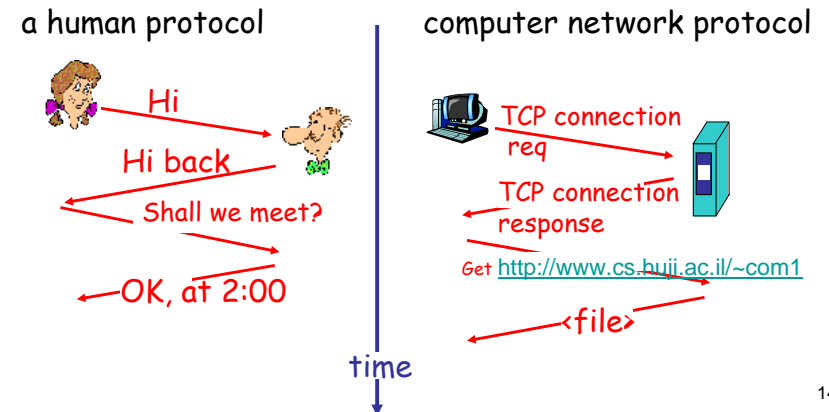 a human protocol
computer network protocol
Hi
Hi back
Shall we meet?
OK, at 2:00
TCP connection
req
TCP connection
response
Get http://www.cs.huji.ac.il/~com1
<file>
time